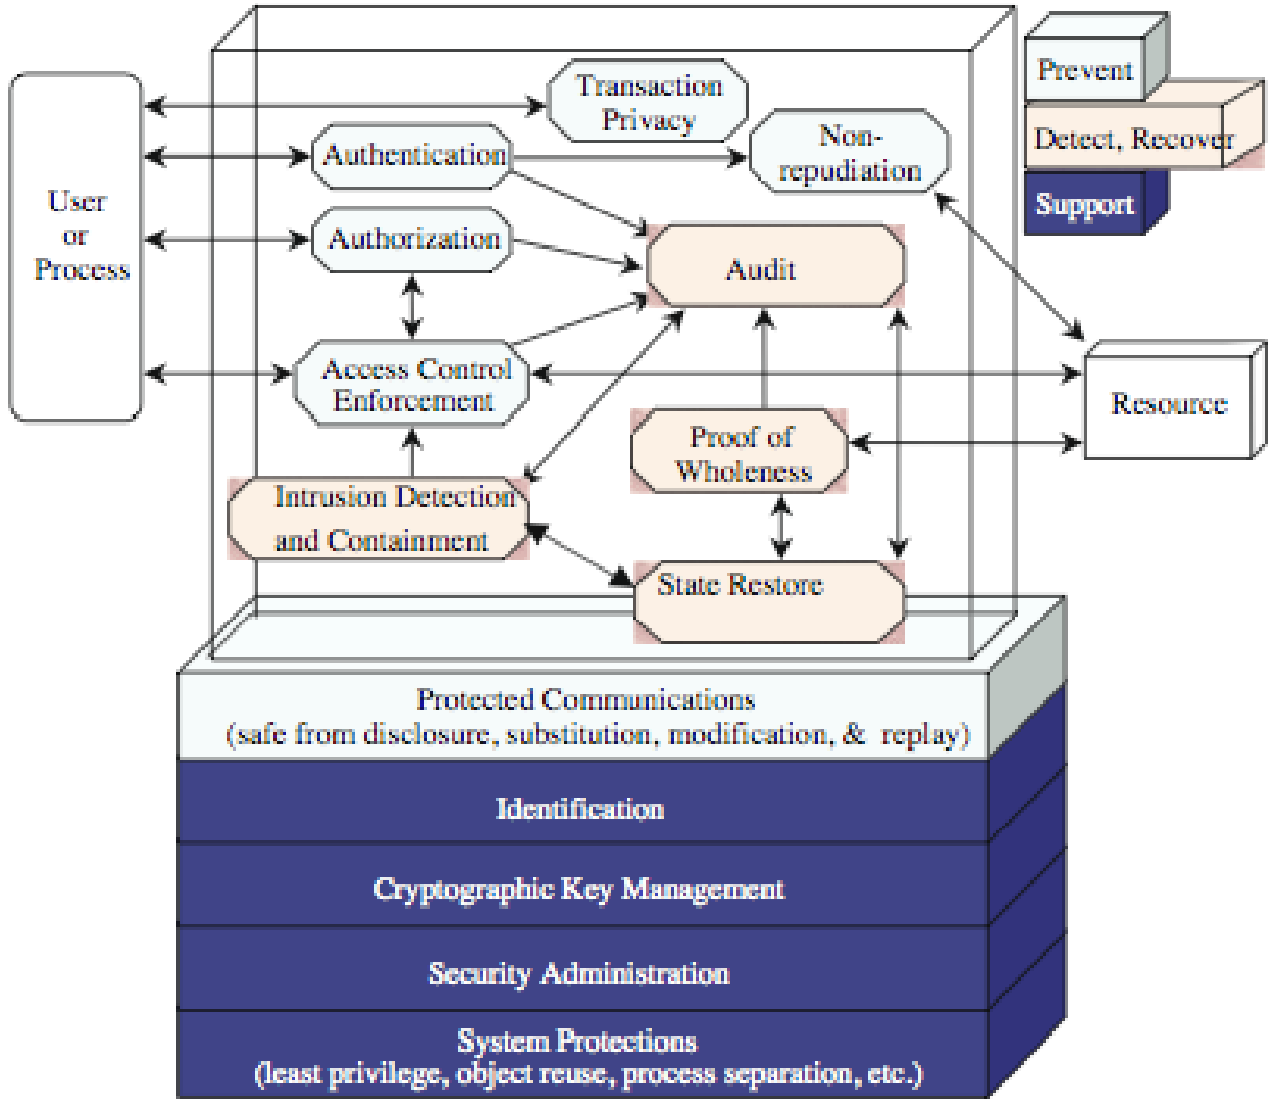 Transaction
Privacy
Authentication
Non-
repudiation
Prevent
Detect, Recover
Support
User
or
Process
Authorization
Audit
Access Control
Enforcement
Resource
Proof of
Wholeness
Intrusion Detection
and Containment
State Restore
Protected Communications
(safe from disclosure, substitution, modification, & replay)
Identification
Cryptographic Key Management
Security Administration
System Protections
(least privilege, object reuse, process separation, etc.)